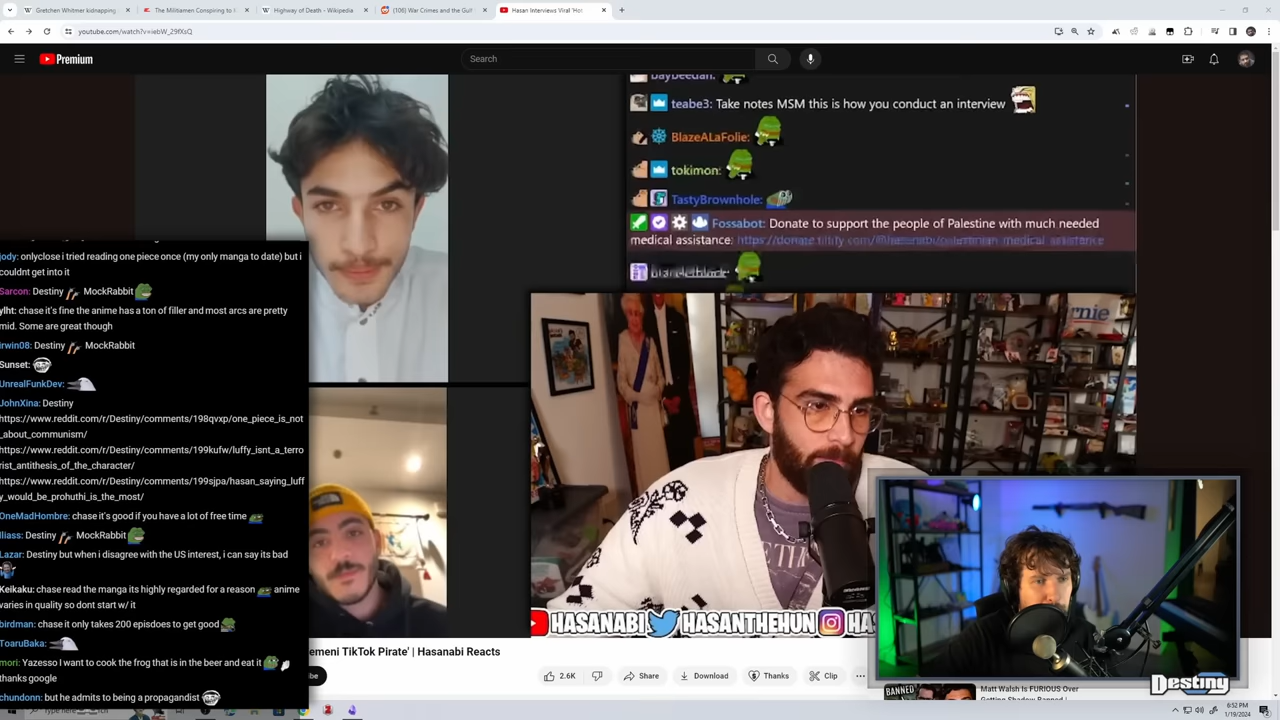 Gretchen Whitmer kidnapping
The Militiamen Conspiring to
Highway of Death - Wikipedia
(108) War Crimes and the Gulf
Hasan Interviews Viral 'Hot
youtube.com/watch?v=iebW_29fXsQ
Premium
Search
teabe3: Take notes MSM this is how you conduct an interview
BlazeALaFolie:
tokimon:
TastyBrownhole:
Fossabot: Donate to support the people of Palestine with much needed
medical assistance:
jody: onlyclose i tried reading one piece once (my only manga to date) but i
couldnt get into it
Sarcon: Destiny MockRabbit
ylht: chase it's fine the anime has a ton of filler and most arcs are pretty
mid. Some are great though
irwin08: Destiny MockRabbit
Sunset:
UnrealFunkDev:
JohnXina: Destiny
https://www.reddit.com/r/Destiny/comments/198qvxp/one_piece_is_not
_about_communism/
https://www.reddit.com/r/Destiny/comments/199kufw/luffy_isnt_a_terro
rist_antithesis_of_the_character/
https://www.reddit.com/r/Destiny/comments/199sjpa/hasan_saying_luff
y_would_be_prohuthi_is_the_most/
OneMadHombre: chase it's good if you have a lot of free time
Iliass: Destiny MockRabbit
Lazar: Destiny but when i disagree with the US interest, i can say its bad
Keikaku: chase read the manga its highly regarded for a reason anime
varies in quality so dont start w/ it
birdman: chase it only takes 200 epsidoes to get good
ToaruBaka:
mori: Yazesso I want to cook the frog that is in the beer and eat it
thanks google
chundonn: but he admits to being a propagandist
HASANABI HASANTHEHUN HASA
emeni TikTok Pirate' | Hasanabi Reacts
be
2.6K
Share
Download
Thanks
Clip
BANNED
Matt Walsh Is FURIOUS Over
Destiny
6:52 PM
1/19/2024